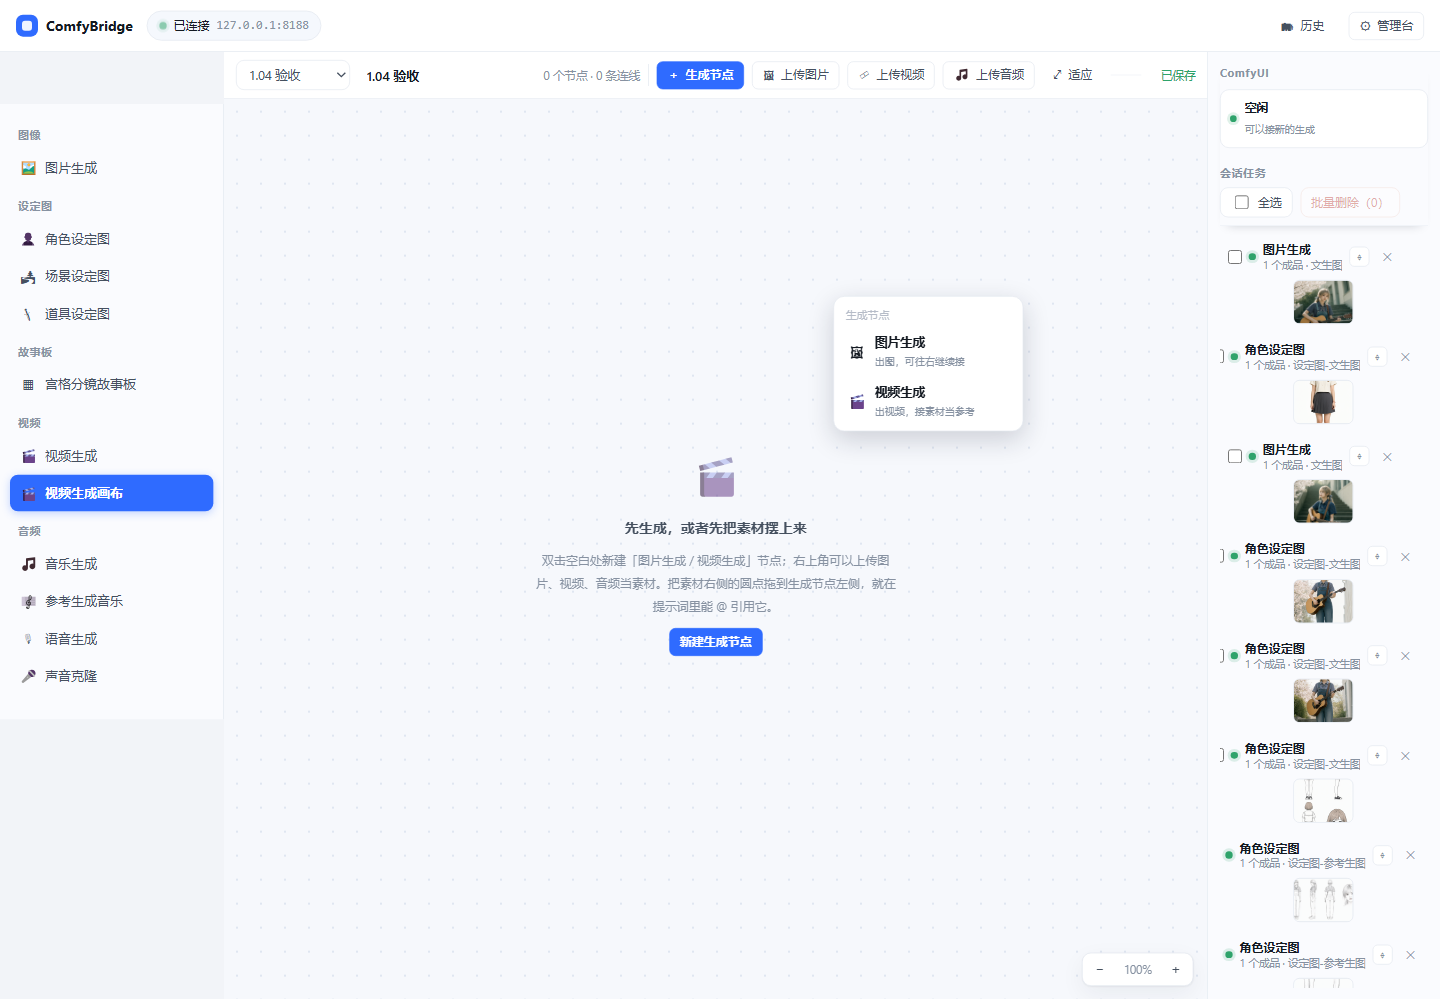 ComfyBridge
已连接 127.0.0.1:8188
历史
管理台
1.04 验收
1.04 验收
0 个节点 · 0 条连线
+ 生成节点
上传图片
上传视频
上传音频
适应
已保存
图像
图片生成
设定图
角色设定图
场景设定图
道具设定图
故事板
宫格分镜故事板
视频
视频生成
视频生成画布
音频
音乐生成
参考生成音乐
语音生成
声音克隆
生成节点
图片生成
出图，可往右继续接
视频生成
出视频，接素材当参考
先生成，或者先把素材摆上来
双击空白处新建「图片生成 / 视频生成」节点；右上角可以上传图
片、视频、音频当素材。把素材右侧的圆点拖到生成节点左侧，就在
提示词里能 @ 引用它。
新建生成节点
− 100% +
ComfyUI
空闲
可以接新的生成
会话任务
全选
批量删除（0）
图片生成
1 个成品 · 文生图
角色设定图
1 个成品 · 设定图-文生图
图片生成
1 个成品 · 文生图
角色设定图
1 个成品 · 设定图-文生图
角色设定图
1 个成品 · 设定图-文生图
角色设定图
1 个成品 · 设定图-文生图
角色设定图
1 个成品 · 设定图-参考生图
角色设定图
1 个成品 · 设定图-参考生图